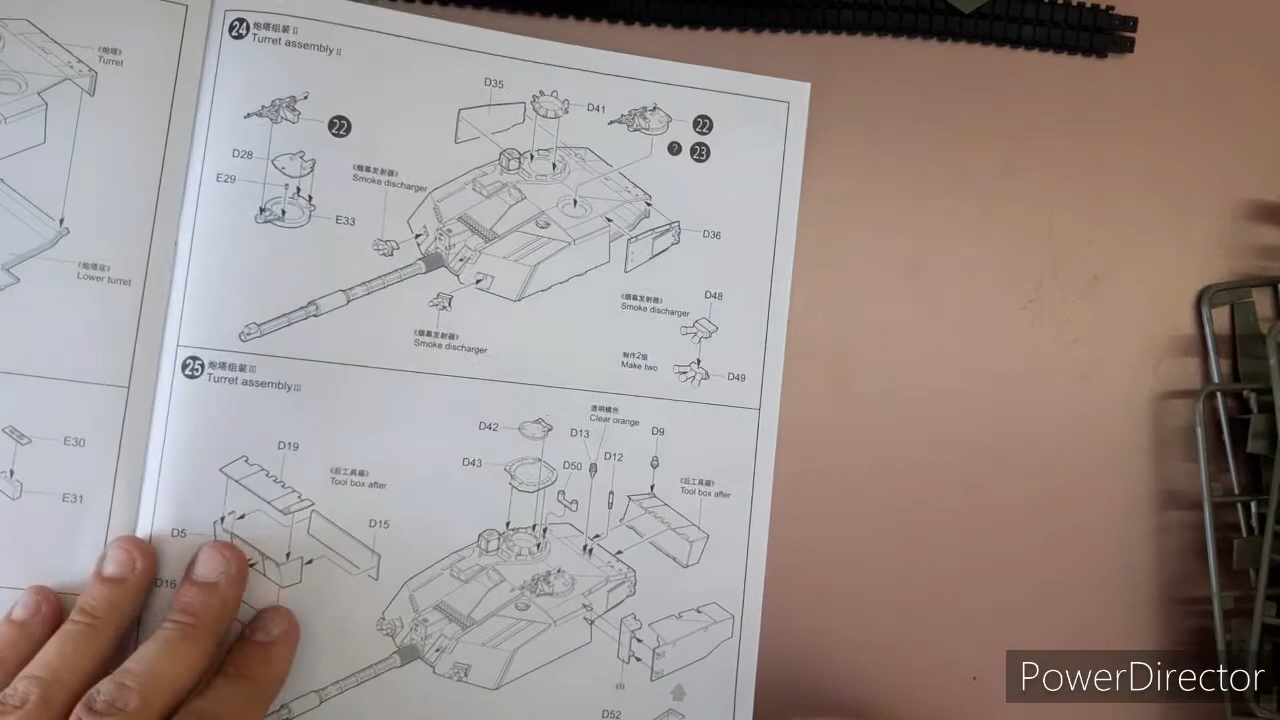 《炮塔》
Turret
《炮塔底》
Lower turret
E30
E31
24 炮塔组装 II
Turret assembly II
22
D28
E29
E33
《烟幕发射器》
Smoke discharger
D35
D41
22
? 23
D36
《烟幕发射器》
Smoke discharger
《烟幕发射器》
Smoke discharger
D48
制作2组
Make two
D49
25 炮塔组装 III
Turret assembly III
D19
《后工具箱》
Tool box after
D5
D15
D16
D42
D43
D50
透明橘色
Clear orange
D13
D12
D9
《后工具箱》
Tool box after
D52
PowerDirector